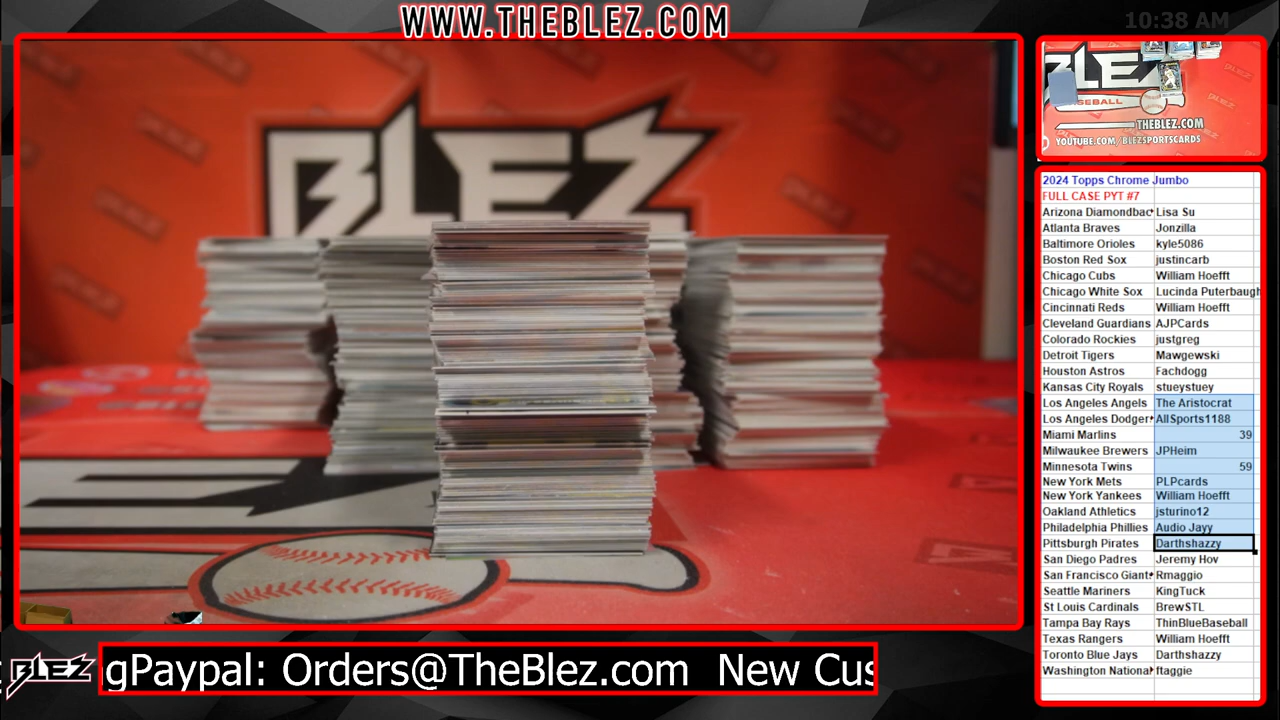 WWW.THEBLEZ.COM
10:38 AM
BLEZ
BLEZ
BASEBALL
THEBLEZ.COM
YOUTUBE.COM/BLEZSPORTSCARDS
2024 Topps Chrome Jumbo
FULL CASE PYT #7
Arizona Diamondbac Lisa Su
Atlanta Braves Jonzilla
Baltimore Orioles kyle5086
Boston Red Sox justincarb
Chicago Cubs William Hoefft
Chicago White Sox Lucinda Puterbaugh
Cincinnati Reds William Hoefft
Cleveland Guardians AJPCards
Colorado Rockies justgreg
Detroit Tigers Mawgewski
Houston Astros Fachdogg
Kansas City Royals stueystuey
Los Angeles Angels The Aristocrat
Los Angeles Dodger AllSports1188
Miami Marlins 39
Milwaukee Brewers JPHeim
Minnesota Twins 59
New York Mets PLPcards
New York Yankees William Hoefft
Oakland Athletics jsturino12
Philadelphia Phillies Audio Jayy
Pittsburgh Pirates Darthshazzy
San Diego Padres Jeremy Hov
San Francisco Giant Rmaggio
Seattle Mariners KingTuck
St Louis Cardinals BrewSTL
Tampa Bay Rays ThinBlueBaseball
Texas Rangers William Hoefft
Toronto Blue Jays Darthshazzy
Washington National ftaggie
BLEZ
gPaypal: Orders@TheBlez.com New Cus